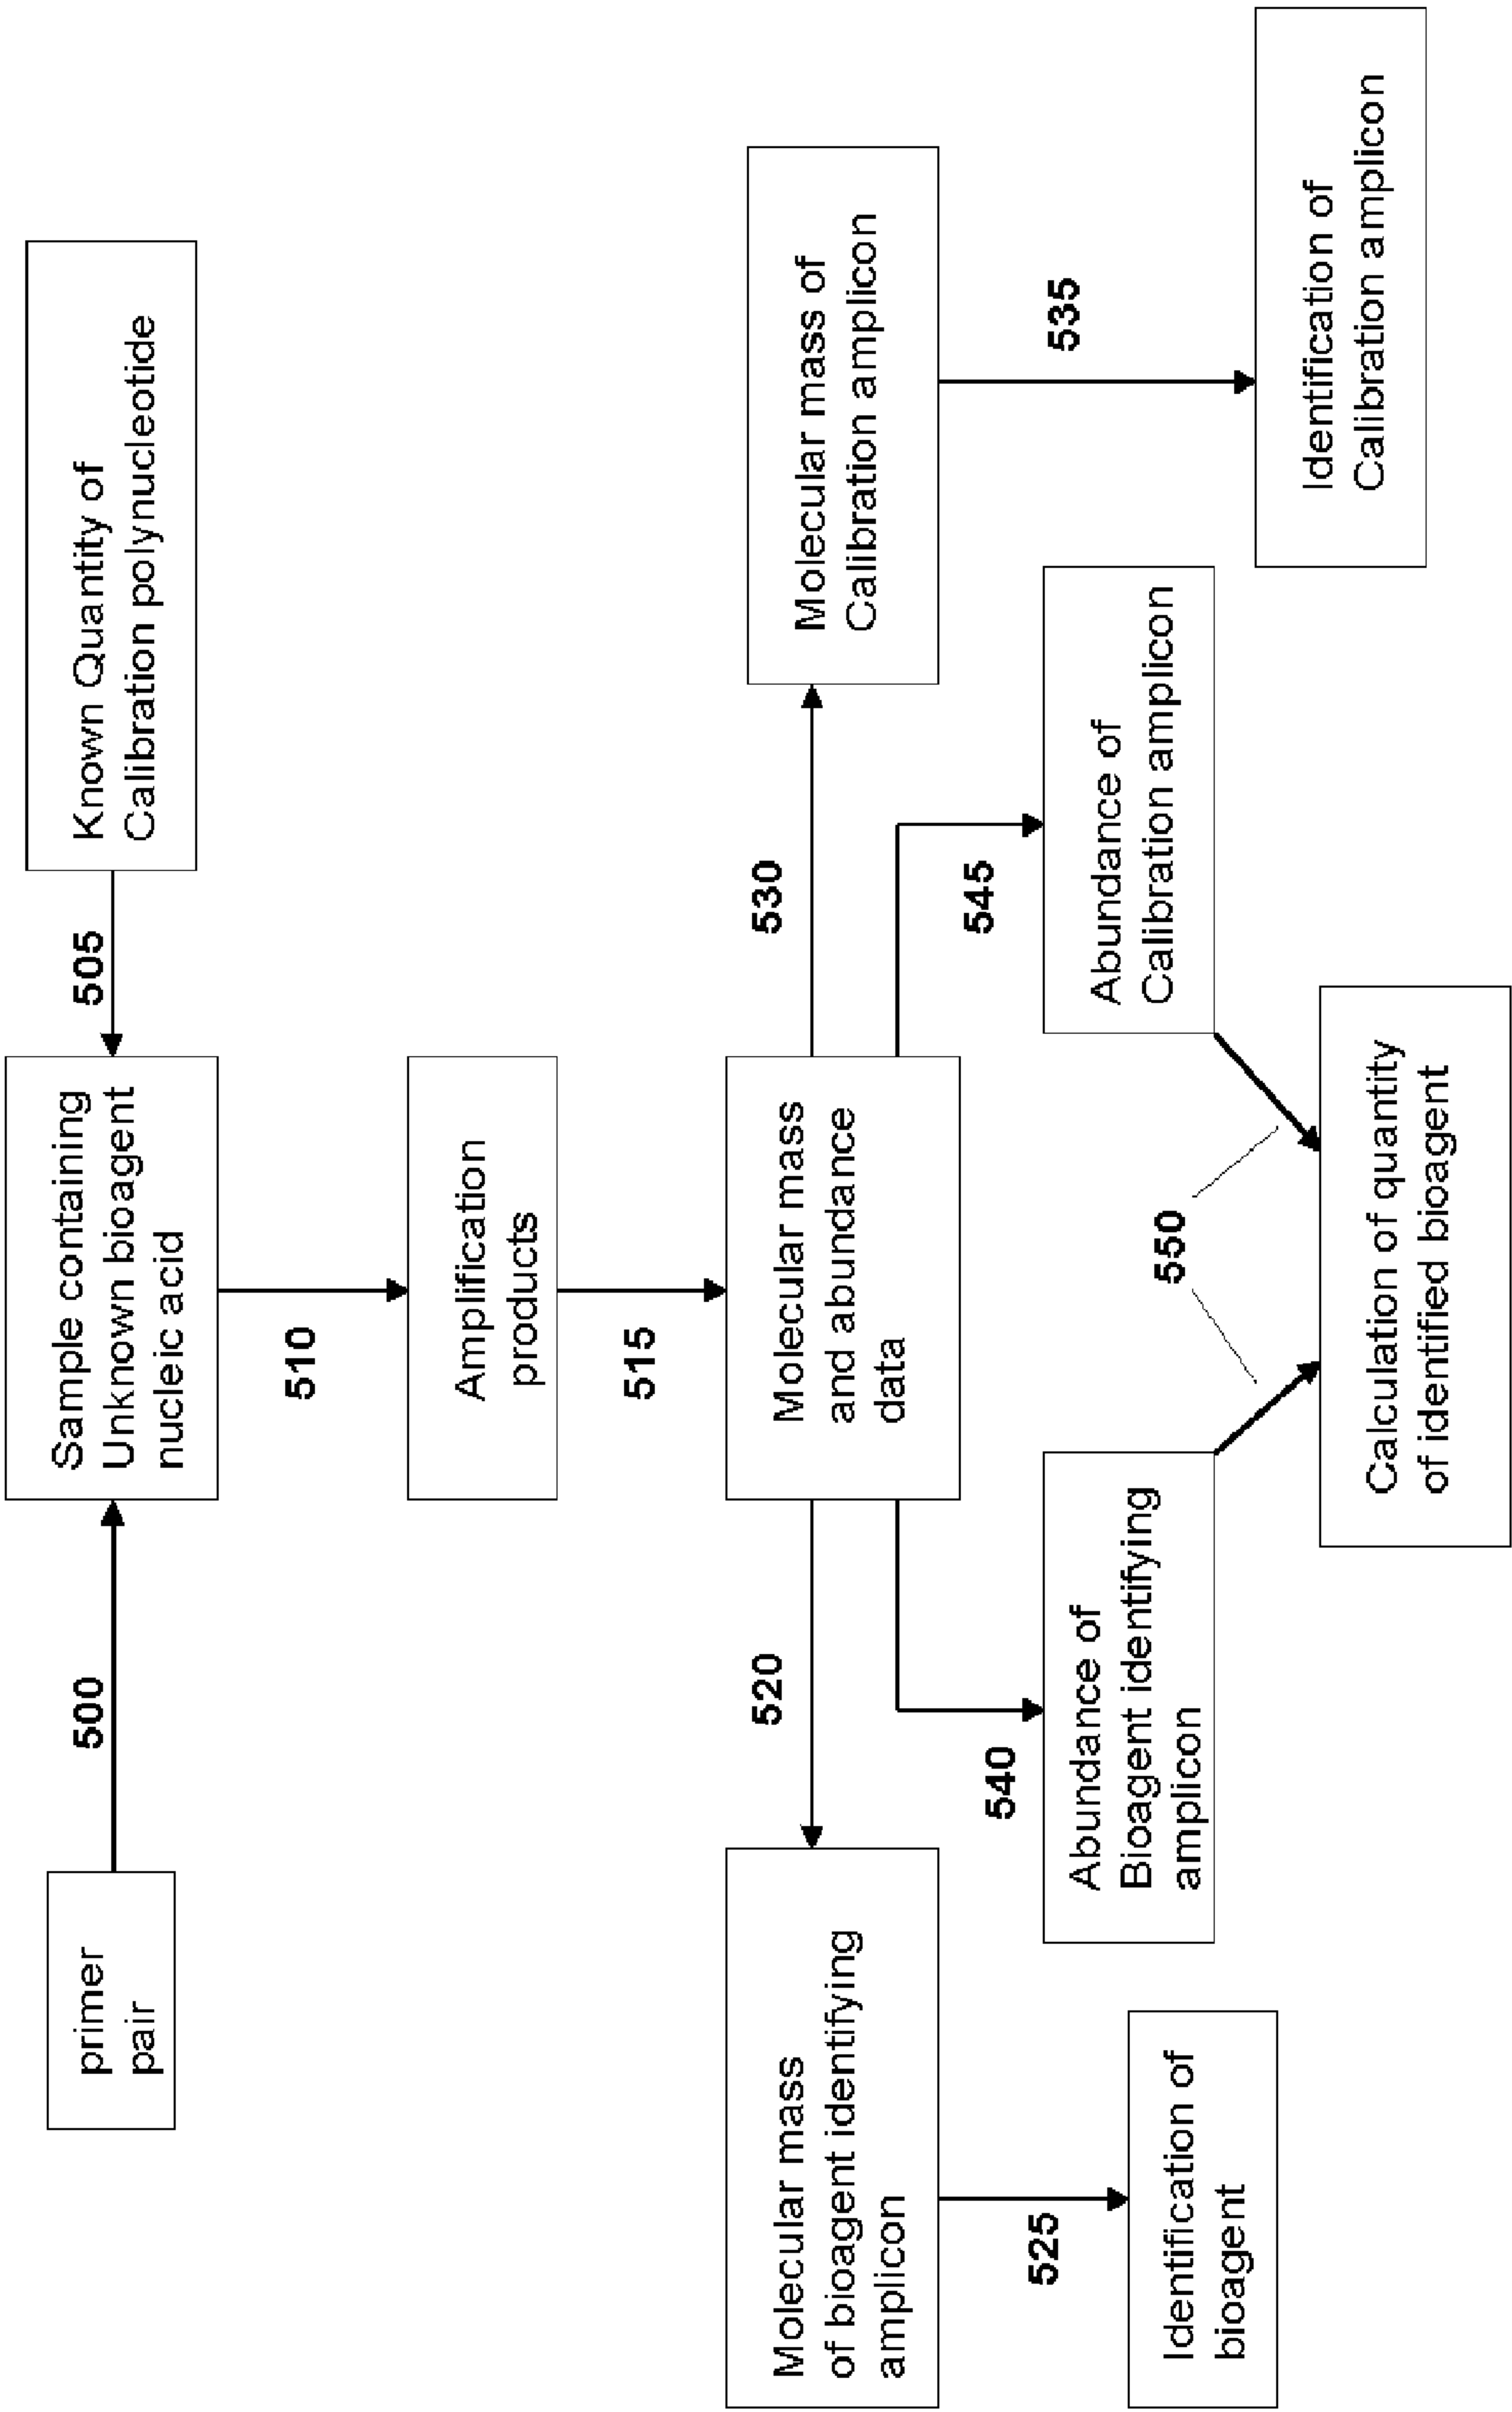 primer
pair
500
Sample containing
Unknown bioagent
nucleic acid
505
Known Quantity of
Calibration polynucleotide
510
Amplification
products
515
Molecular mass
and abundance
data
520
Molecular mass
of bioagent identifying
amplicon
525
Identification of
bioagent
530
Molecular mass of
Calibration amplicon
535
Identification of
Calibration amplicon
540
Abundance of
Bioagent identifying
amplicon
545
Abundance of
Calibration amplicon
550
Calculation of quantity
of identified bioagent